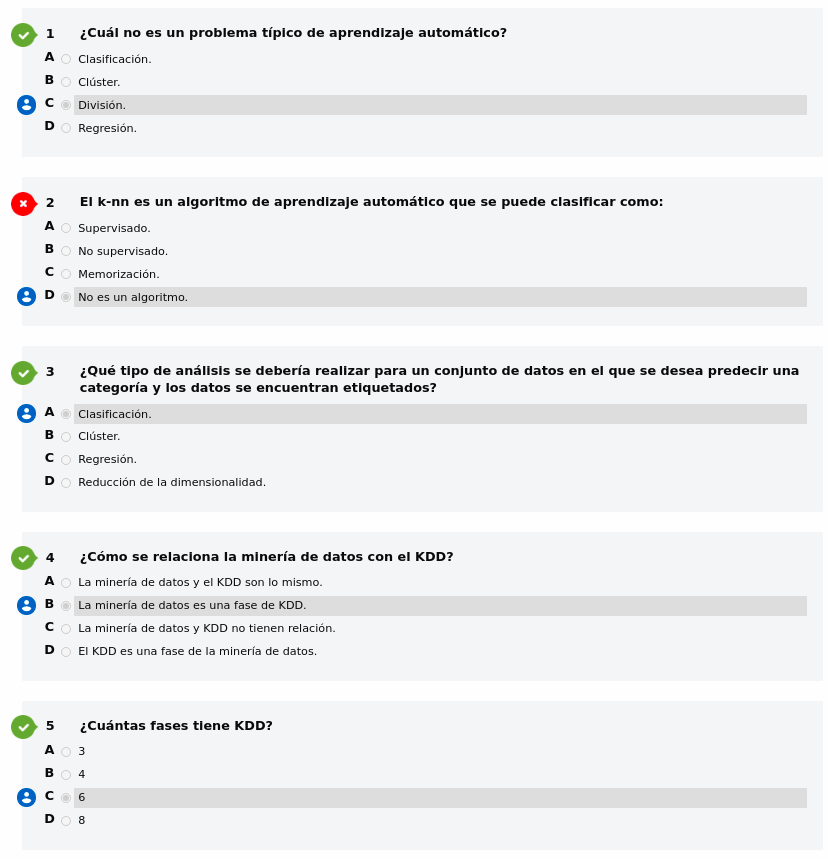 1 ¿Cuál no es un problema típico de aprendizaje automático?
A Clasificación.
B Clúster.
C División.
D Regresión.
2 El k-nn es un algoritmo de aprendizaje automático que se puede clasificar como:
A Supervisado.
B No supervisado.
C Memorización.
D No es un algoritmo.
3 ¿Qué tipo de análisis se debería realizar para un conjunto de datos en el que se desea predecir una
categoría y los datos se encuentran etiquetados?
A Clasificación.
B Clúster.
C Regresión.
D Reducción de la dimensionalidad.
4 ¿Cómo se relaciona la minería de datos con el KDD?
A La minería de datos y el KDD son lo mismo.
B La minería de datos es una fase de KDD.
C La minería de datos y KDD no tienen relación.
D El KDD es una fase de la minería de datos.
5 ¿Cuántas fases tiene KDD?
A 3
B 4
C 6
D 8